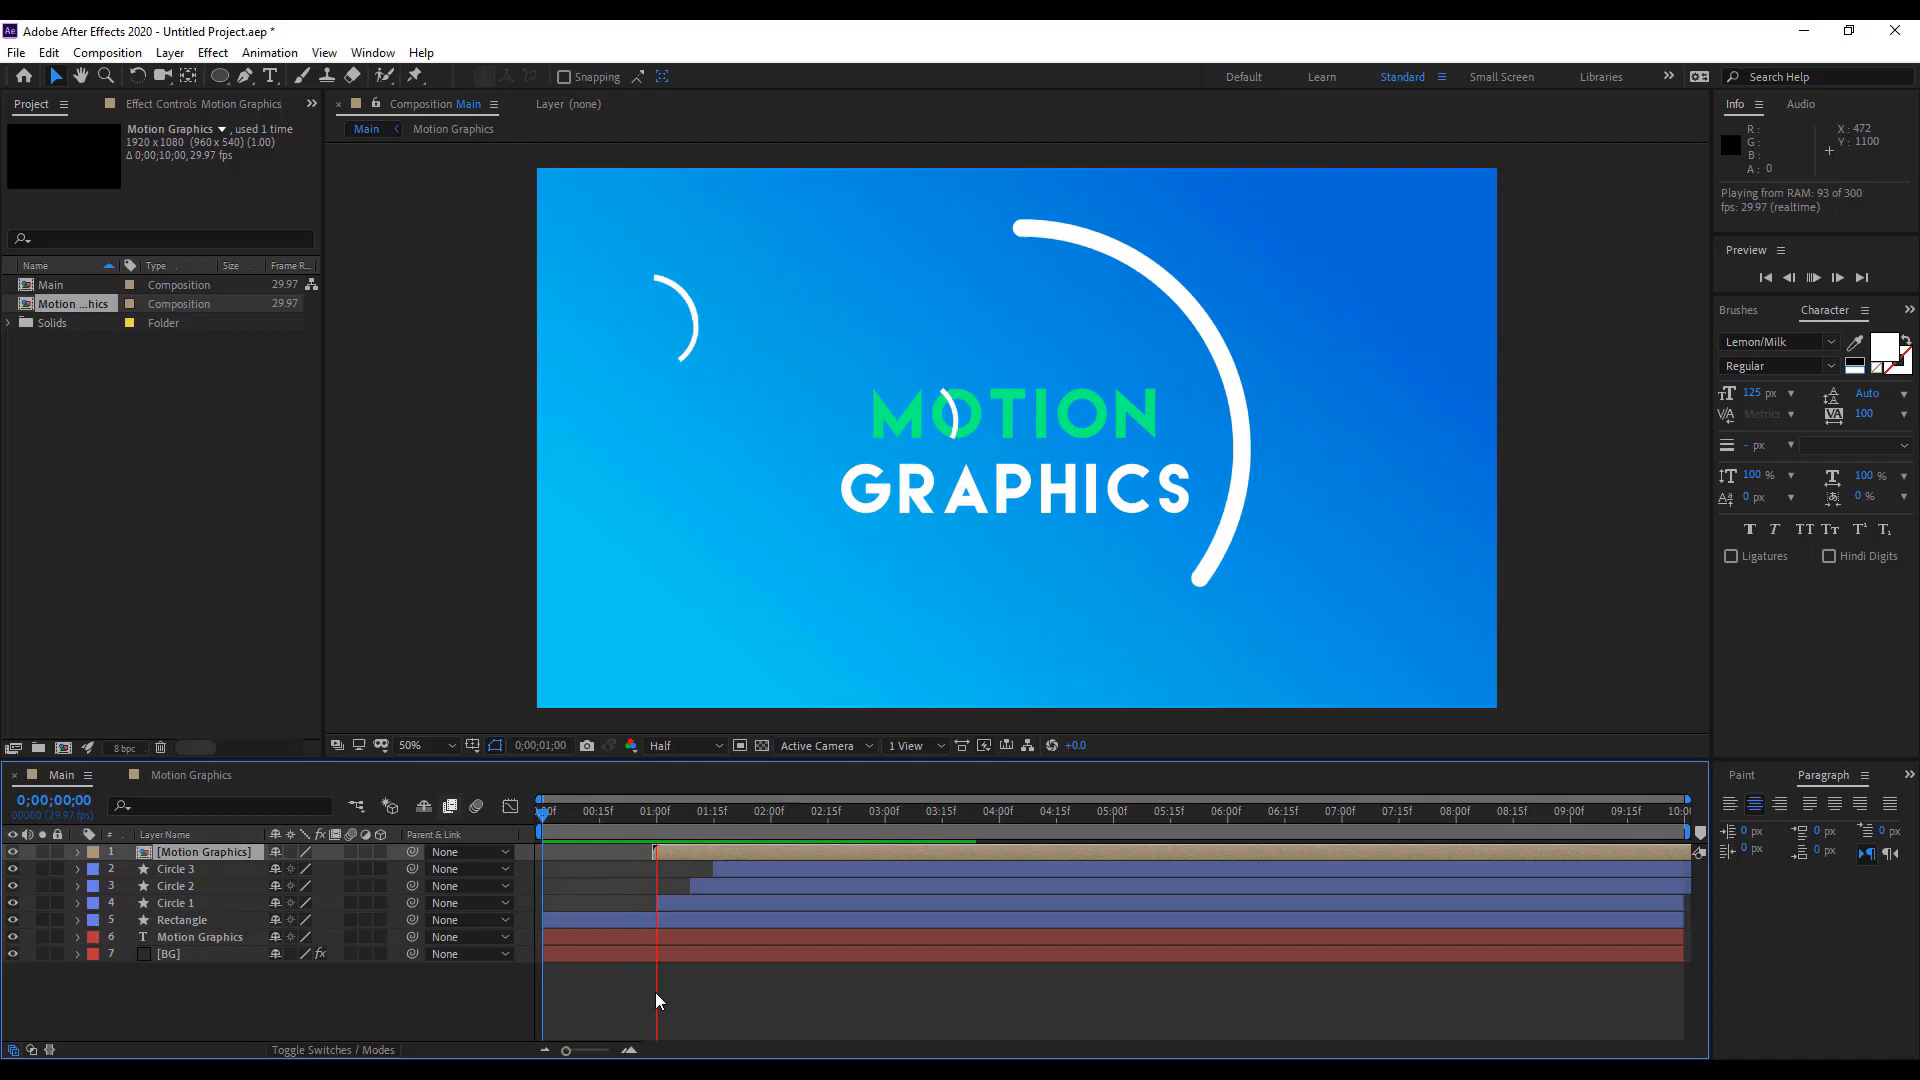 Adobe After Effects 2020 - Untitled Project.aep *
File Edit Composition Layer Effect Animation View Window Help
Snapping Default Learn Standard Small Screen Libraries Search Help
Project Effect Controls Motion Graphics
Composition Main Layer (none)
Main Motion Graphics
Motion Graphics , used 1 time
1920 x 1080 (960 x 540) (1.00)
Δ 0;00;10;00, 29.97 fps
Name Type Size Frame R...
Main Composition 29.97
Motion ...hics Composition 29.97
Solids Folder
8 bpc
MOTION
GRAPHICS
50% 0;00;01;00 Half Active Camera 1 View +0.0
Info Audio
R :
G :
B :
A : 0
X : 472
Y : 1100
Playing from RAM: 93 of 300
fps: 29.97 (realtime)
Preview
Brushes Character
Lemon/Milk
Regular
125 px Auto
Metrics 100
- px
100 % 100 %
0 px 0 %
T T TT Tt T¹ T₁
Ligatures Hindi Digits
Main Motion Graphics
0;00;00;00
00000 (29.97 fps)
00:15f 01:00f 01:15f 02:00f 02:15f 03:00f 03:15f 04:00f 04:15f 05:00f 05:15f 06:00f 06:15f 07:00f 07:15f 08:00f 08:15f 09:00f 09:15f 10:00
# Layer Name fx Parent & Link
1 [Motion Graphics] None
2 Circle 3 None
3 Circle 2 None
4 Circle 1 None
5 Rectangle None
6 T Motion Graphics None
7 [BG] fx None
Toggle Switches / Modes
Paint Paragraph
0 px 0 px 0 px
0 px 0 px